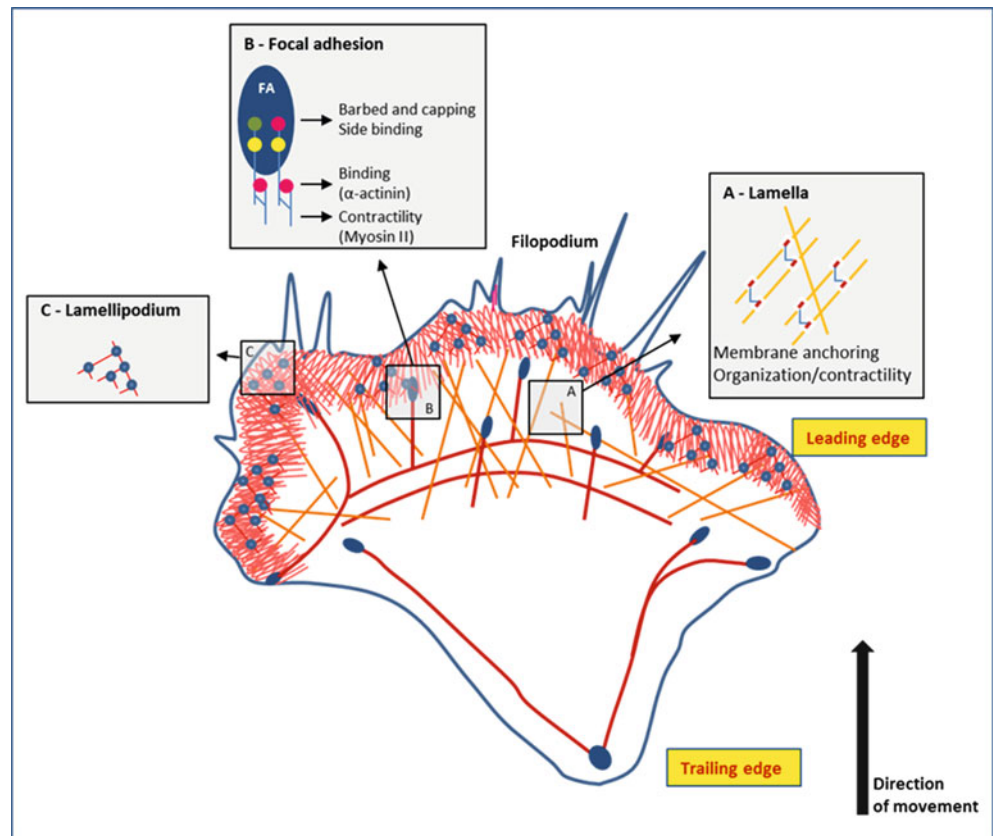 B - Focal adhesion
FA
Barbed and capping
Side binding
Binding
(α-actinin)
Contractility
(Myosin II)
A - Lamella
Membrane anchoring
Organization/contractility
Filopodium
C - Lamellipodium
C
B
A
Leading edge
Trailing edge
Direction
of movement